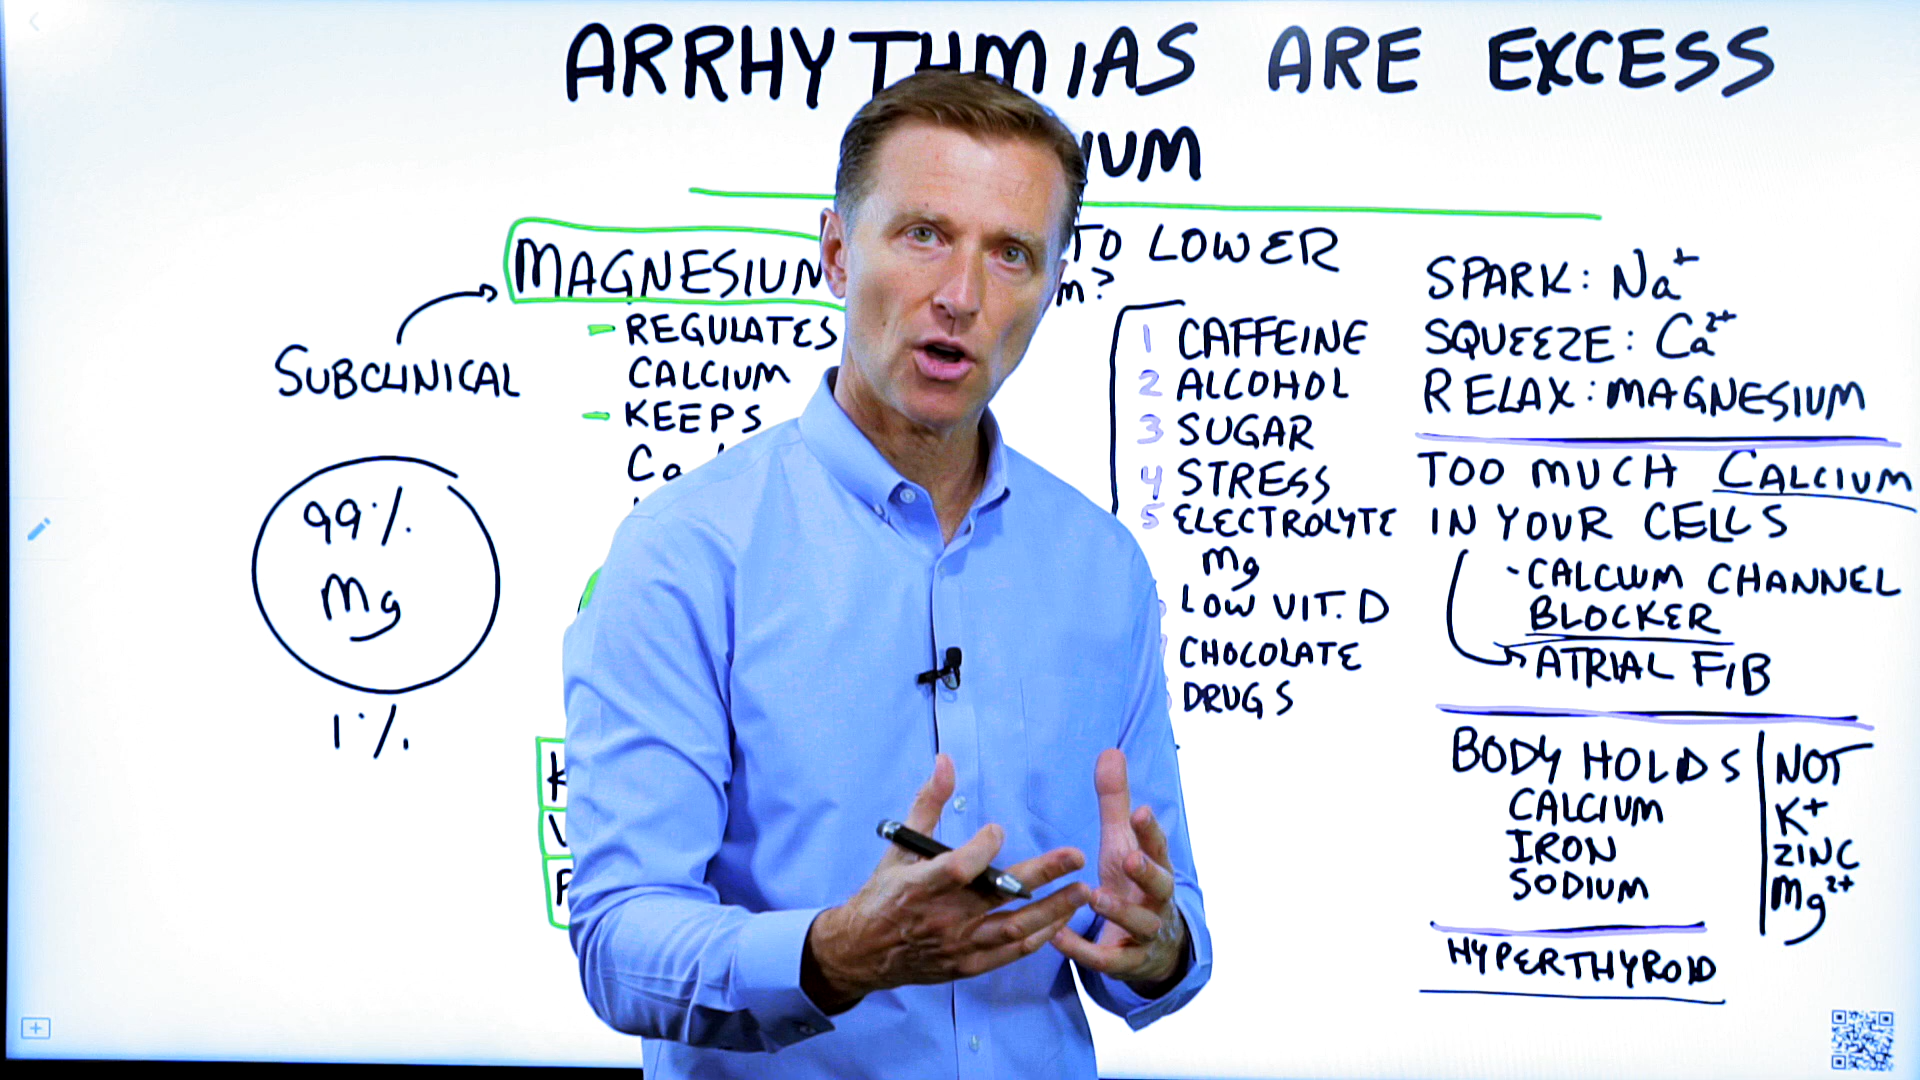 ARRHYTHMIAS ARE EXCESS
MAGNESIUM
- REGULATES
CALCIUM
- KEEPS
SUBCLINICAL
99%
Mg
1%
TO LOWER
1 CAFFEINE
2 ALCOHOL
3 SUGAR
4 STRESS
5 ELECTROLYTE
Mg
LOW VIT. D
CHOCOLATE
DRUGS
SPARK: Na+
SQUEEZE: Ca2+
RELAX: MAGNESIUM
TOO MUCH CALCIUM
IN YOUR CELLS
- CALCIUM CHANNEL
BLOCKER
ATRIAL FIB
BODY HOLDS
CALCIUM
IRON
SODIUM
NOT
K+
ZINC
Mg2+
HYPERTHYROID